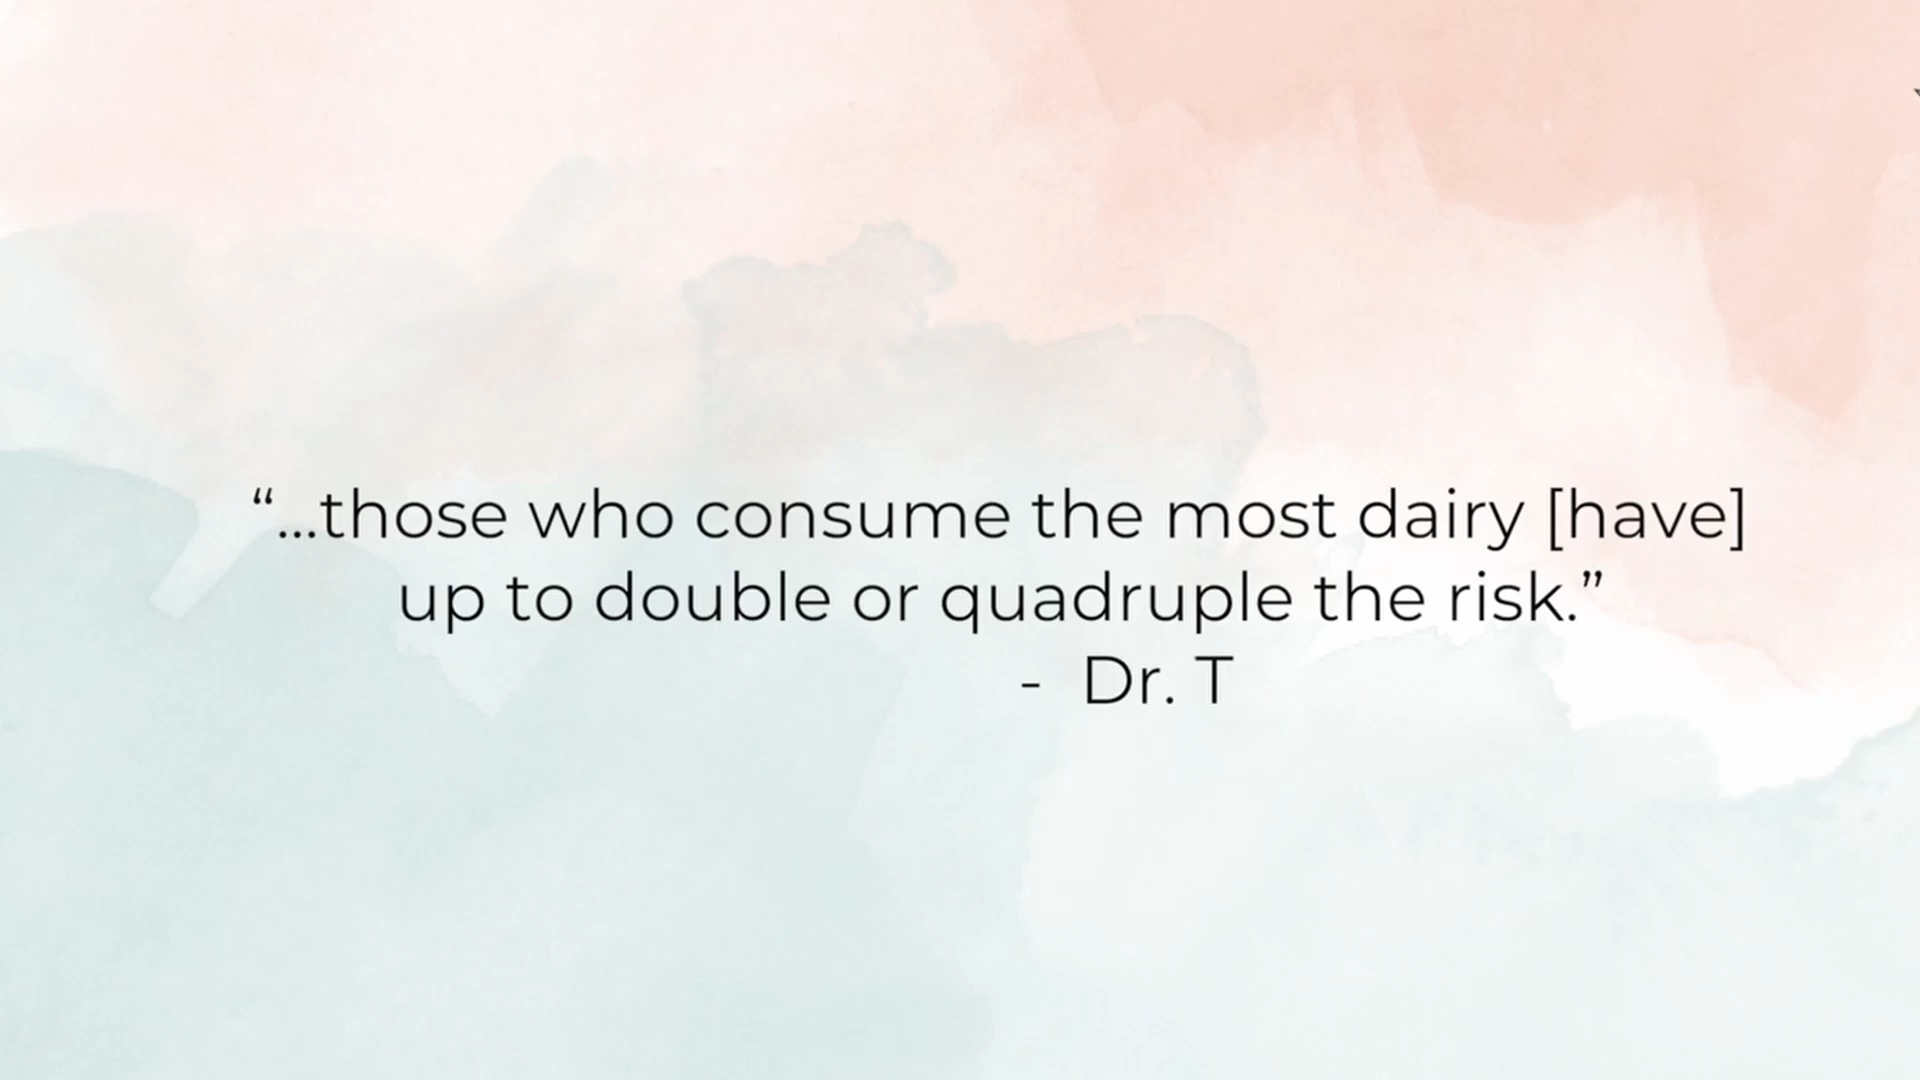 “...those who consume the most dairy [have]
up to double or quadruple the risk.”
- Dr. T